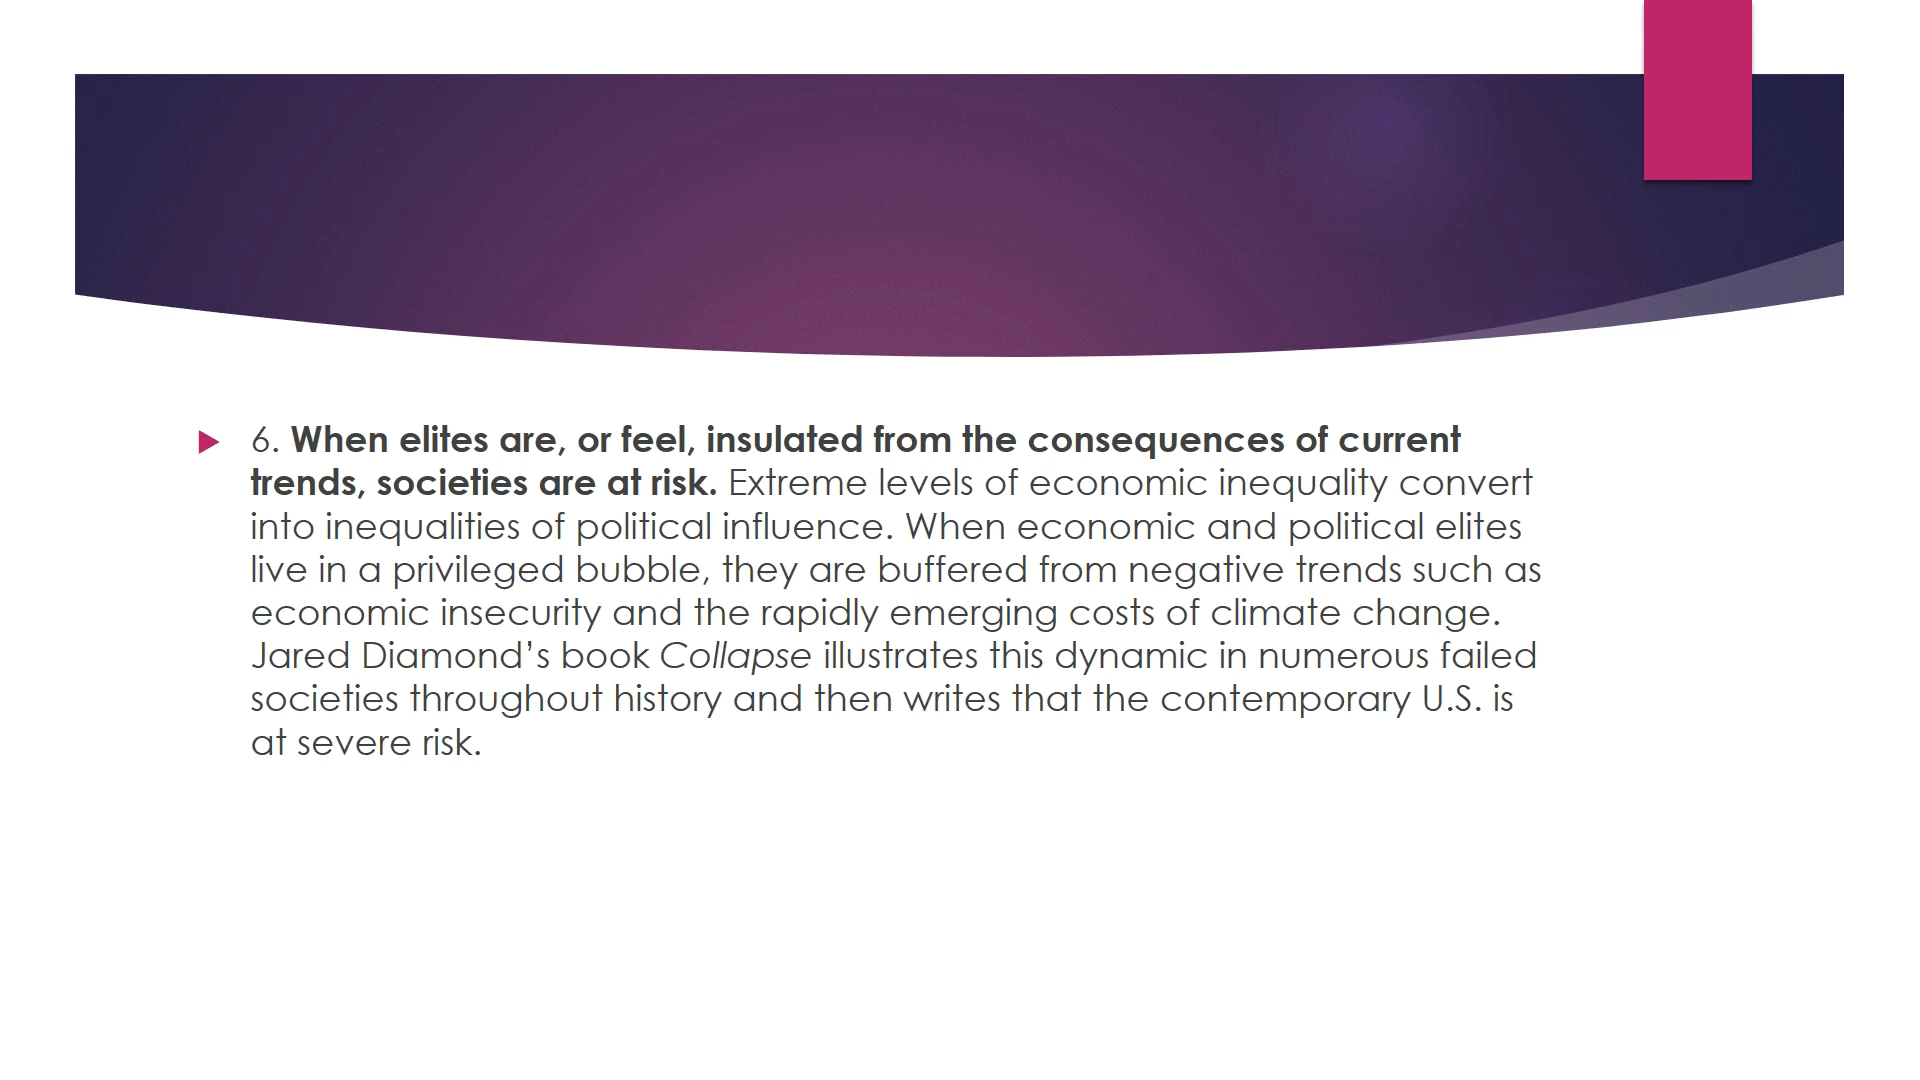 6. When elites are, or feel, insulated from the consequences of current
trends, societies are at risk. Extreme levels of economic inequality convert
into inequalities of political influence. When economic and political elites
live in a privileged bubble, they are buffered from negative trends such as
economic insecurity and the rapidly emerging costs of climate change.
Jared Diamond’s book Collapse illustrates this dynamic in numerous failed
societies throughout history and then writes that the contemporary U.S. is
at severe risk.